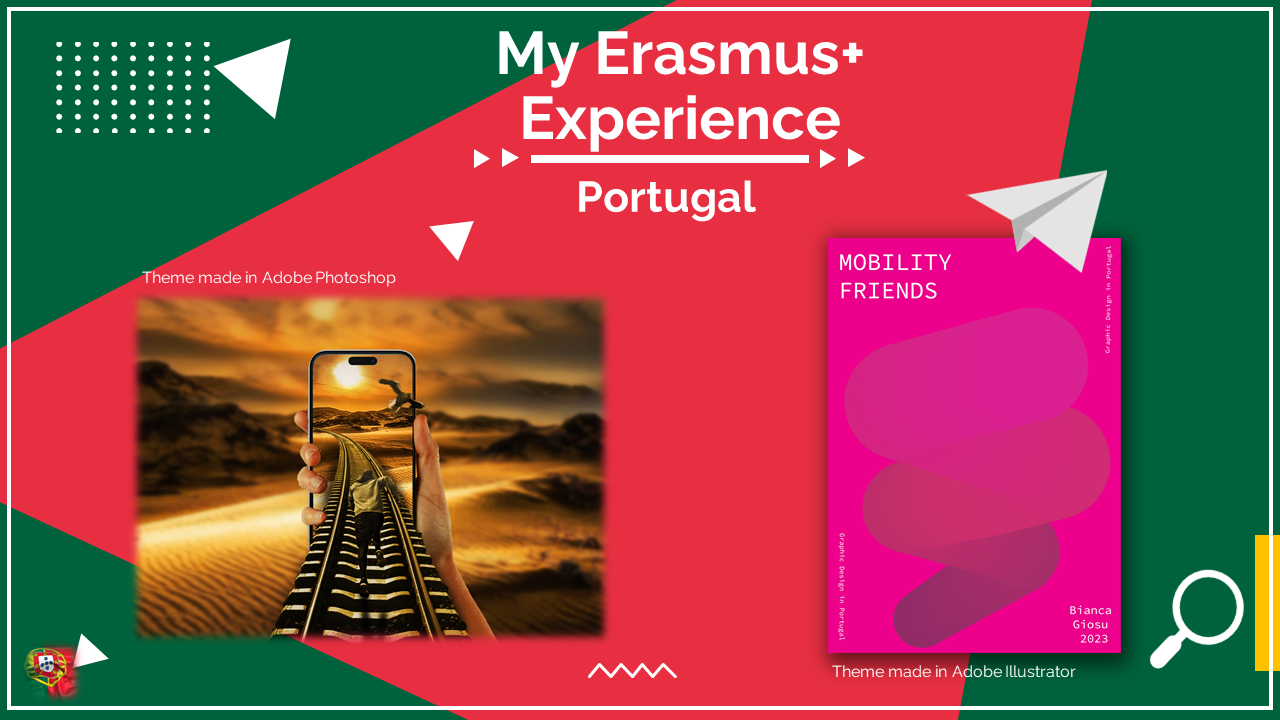 My Erasmus+
Experience
Portugal
Theme made in Adobe Photoshop
MOBILITY
FRIENDS
Graphic Design in Portugal
Graphic Design in Portugal
Bianca
Giosu
2023
Theme made in Adobe Illustrator